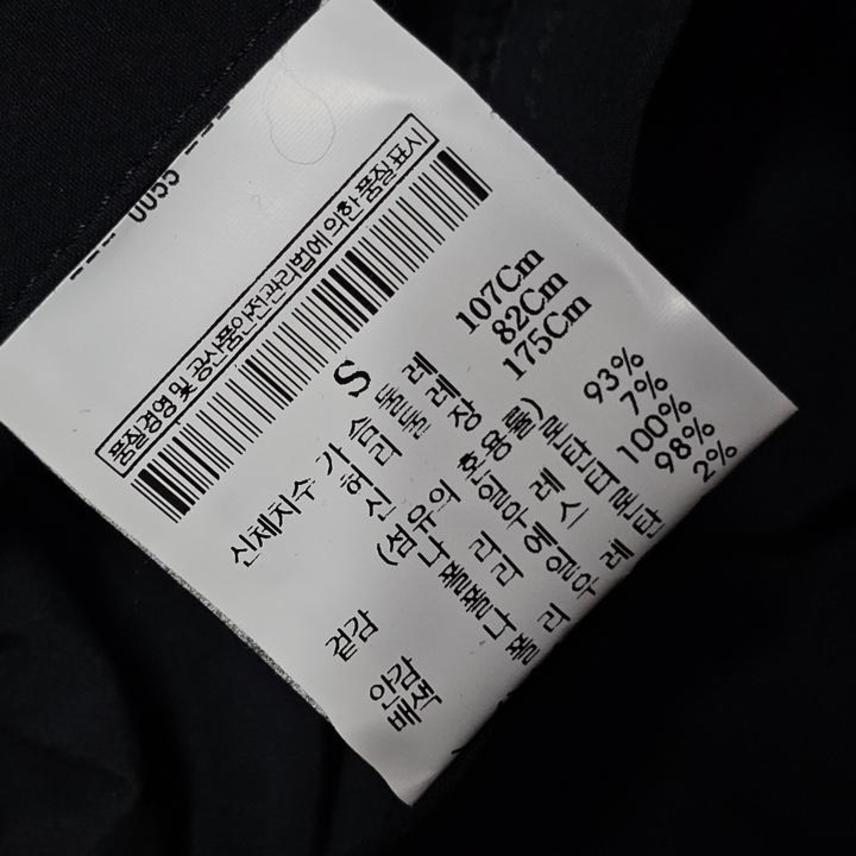 0055
품질경영 및 공산품안전관리법에 의한 품질표시
S
신체치수 가슴둘레 107Cm
허리둘레 82Cm
신장 175Cm
(섬유의 혼용률)
겉감 나일론 93%
폴리우레탄 7%
안감 폴리에스터 100%
배색 나일론 98%
폴리우레탄 2%